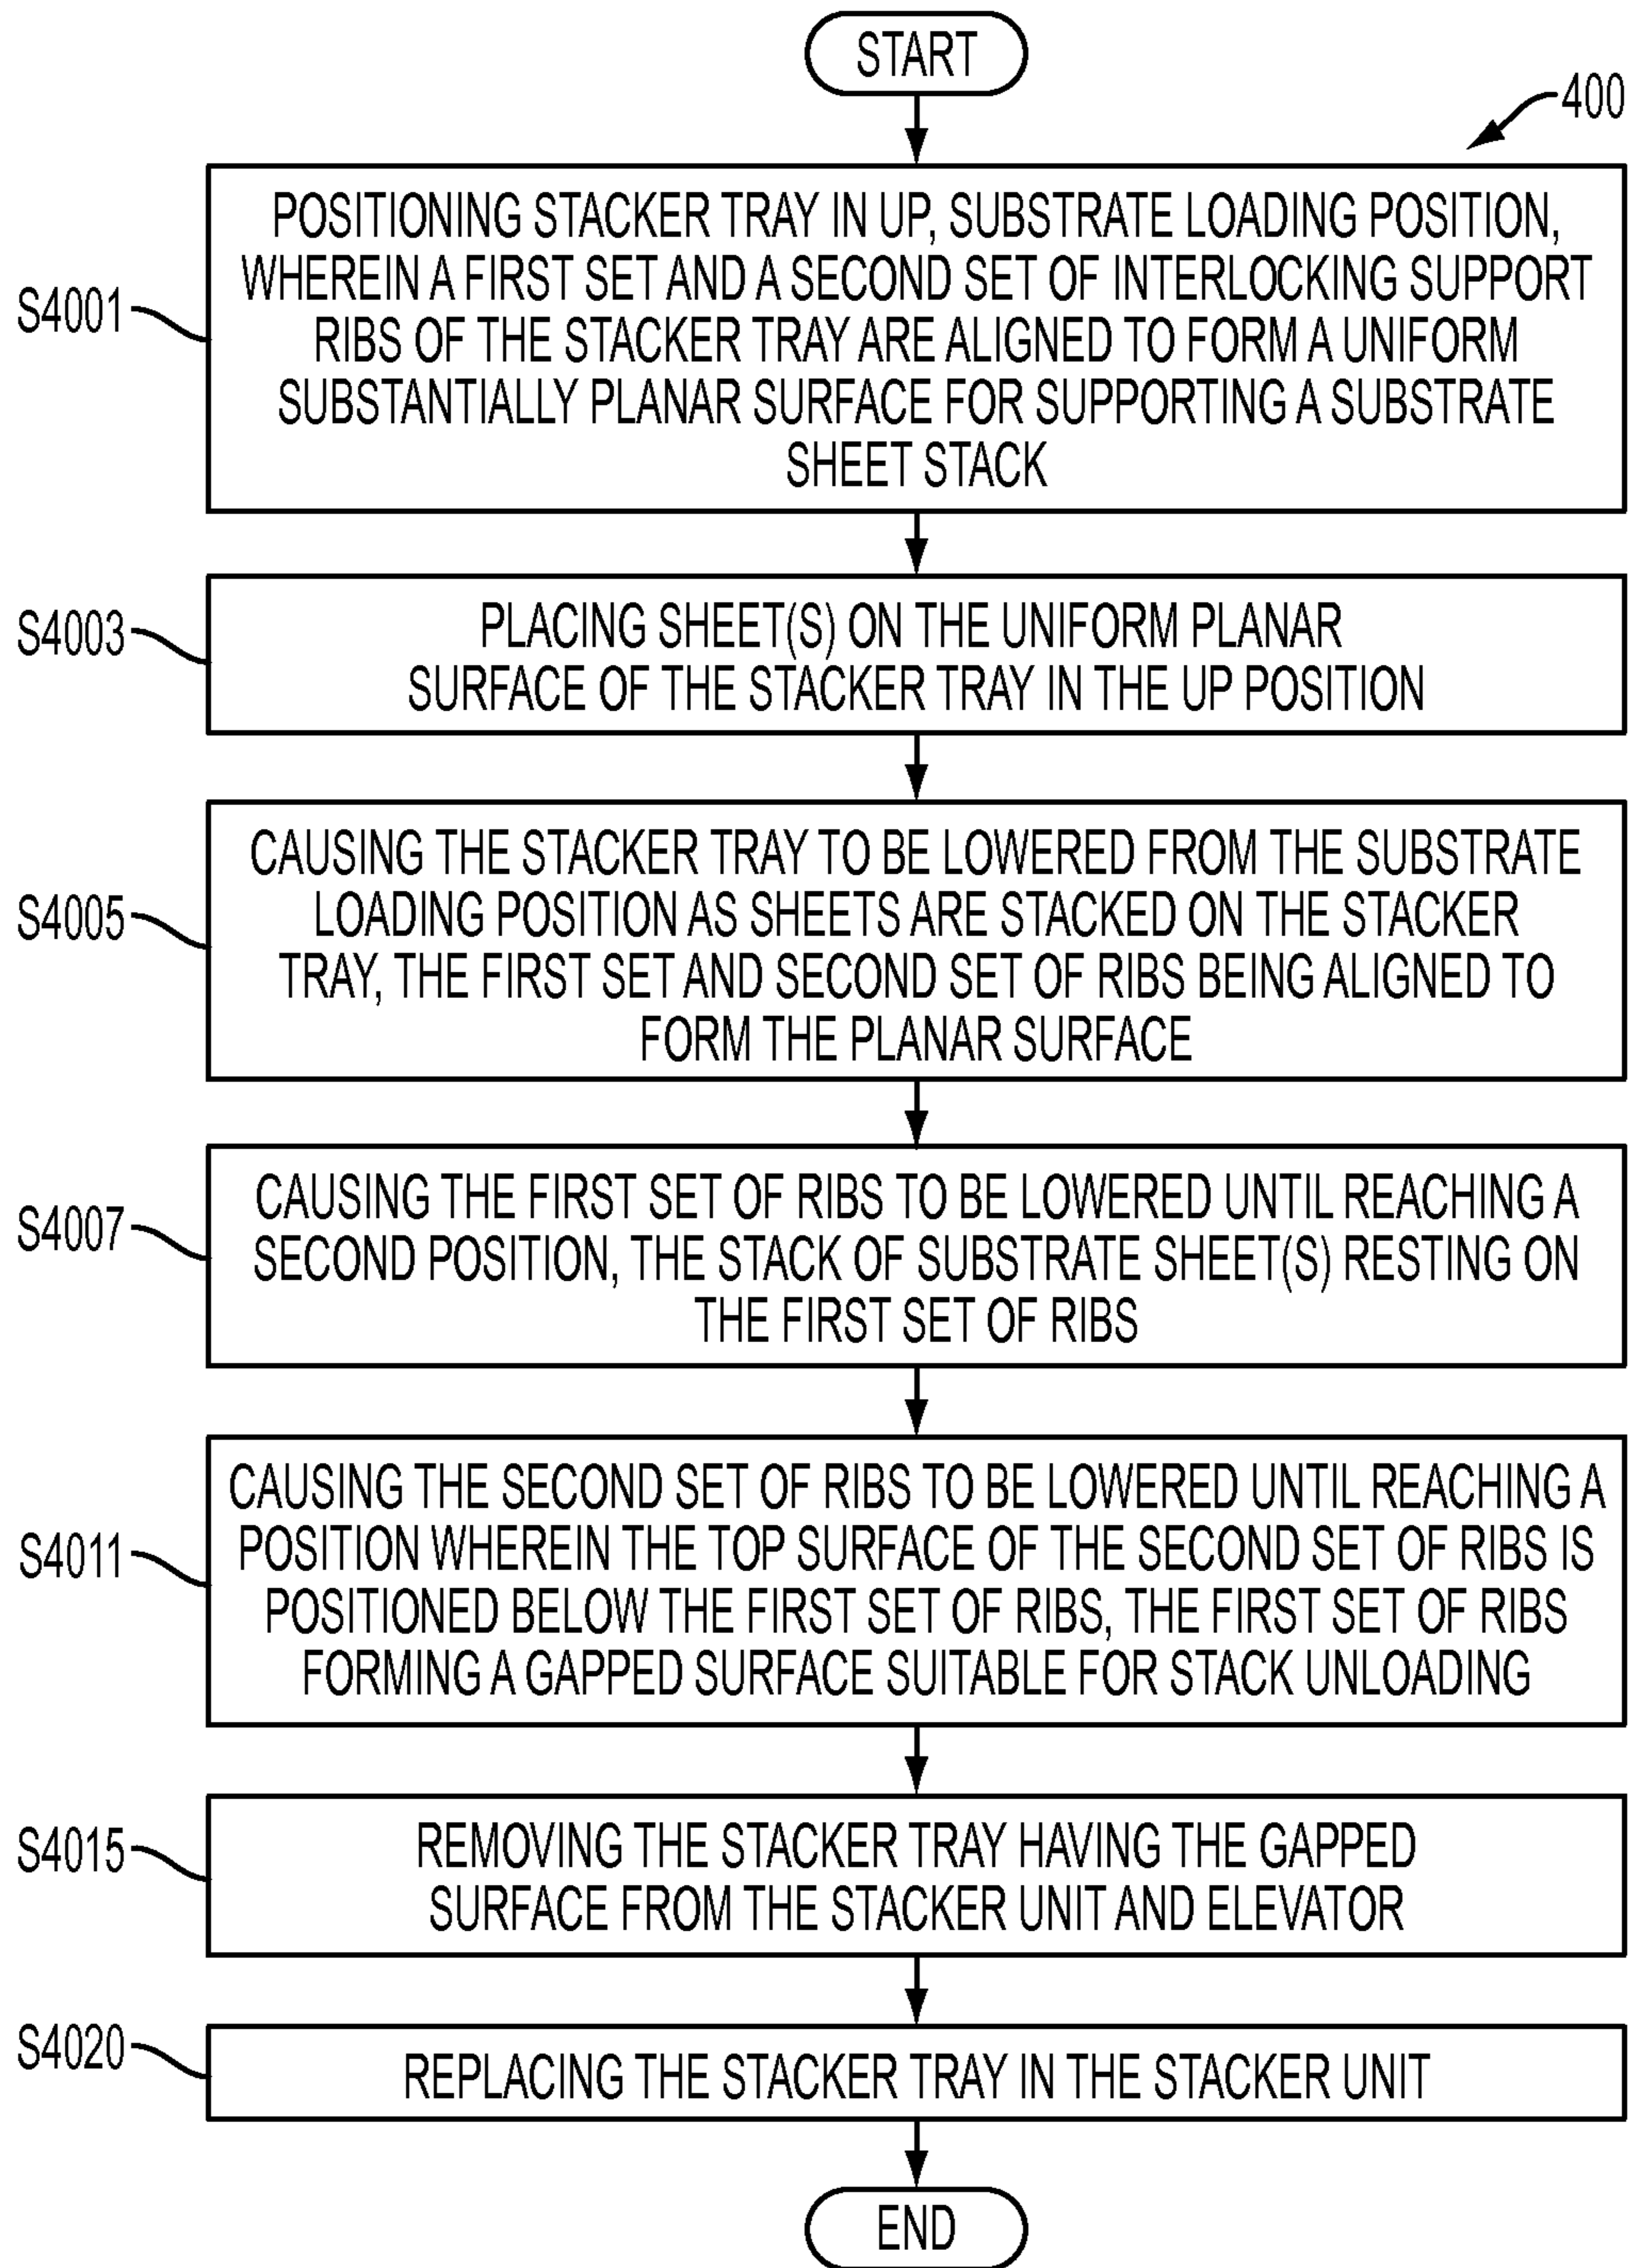 START
400
S4001
POSITIONING STACKER TRAY IN UP, SUBSTRATE LOADING POSITION,
WHEREIN A FIRST SET AND A SECOND SET OF INTERLOCKING SUPPORT
RIBS OF THE STACKER TRAY ARE ALIGNED TO FORM A UNIFORM
SUBSTANTIALLY PLANAR SURFACE FOR SUPPORTING A SUBSTRATE
SHEET STACK
S4003
PLACING SHEET(S) ON THE UNIFORM PLANAR
SURFACE OF THE STACKER TRAY IN THE UP POSITION
S4005
CAUSING THE STACKER TRAY TO BE LOWERED FROM THE SUBSTRATE
LOADING POSITION AS SHEETS ARE STACKED ON THE STACKER
TRAY, THE FIRST SET AND SECOND SET OF RIBS BEING ALIGNED TO
FORM THE PLANAR SURFACE
S4007
CAUSING THE FIRST SET OF RIBS TO BE LOWERED UNTIL REACHING A
SECOND POSITION, THE STACK OF SUBSTRATE SHEET(S) RESTING ON
THE FIRST SET OF RIBS
S4011
CAUSING THE SECOND SET OF RIBS TO BE LOWERED UNTIL REACHING A
POSITION WHEREIN THE TOP SURFACE OF THE SECOND SET OF RIBS IS
POSITIONED BELOW THE FIRST SET OF RIBS, THE FIRST SET OF RIBS
FORMING A GAPPED SURFACE SUITABLE FOR STACK UNLOADING
S4015
REMOVING THE STACKER TRAY HAVING THE GAPPED
SURFACE FROM THE STACKER UNIT AND ELEVATOR
S4020
REPLACING THE STACKER TRAY IN THE STACKER UNIT
END